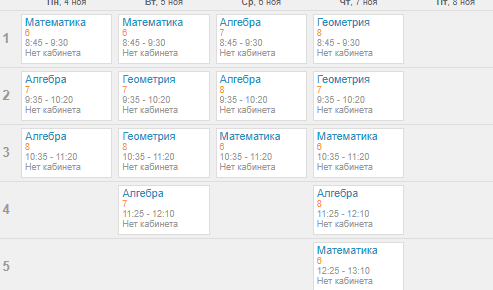 Пн, 4 ноя Вт, 5 ноя Ср, 6 ноя Чт, 7 ноя Пт, 8 ноя
1
Математика
6
8:45 - 9:30
Нет кабинета
Математика
6
8:45 - 9:30
Нет кабинета
Алгебра
7
8:45 - 9:30
Нет кабинета
Геометрия
8
8:45 - 9:30
Нет кабинета
2
Алгебра
7
9:35 - 10:20
Нет кабинета
Геометрия
7
9:35 - 10:20
Нет кабинета
Алгебра
8
9:35 - 10:20
Нет кабинета
Геометрия
7
9:35 - 10:20
Нет кабинета
3
Алгебра
8
10:35 - 11:20
Нет кабинета
Геометрия
8
10:35 - 11:20
Нет кабинета
Математика
6
10:35 - 11:20
Нет кабинета
Математика
6
10:35 - 11:20
Нет кабинета
4
Алгебра
7
11:25 - 12:10
Нет кабинета
Алгебра
8
11:25 - 12:10
Нет кабинета
5
Математика
6
12:25 - 13:10
Нет кабинета